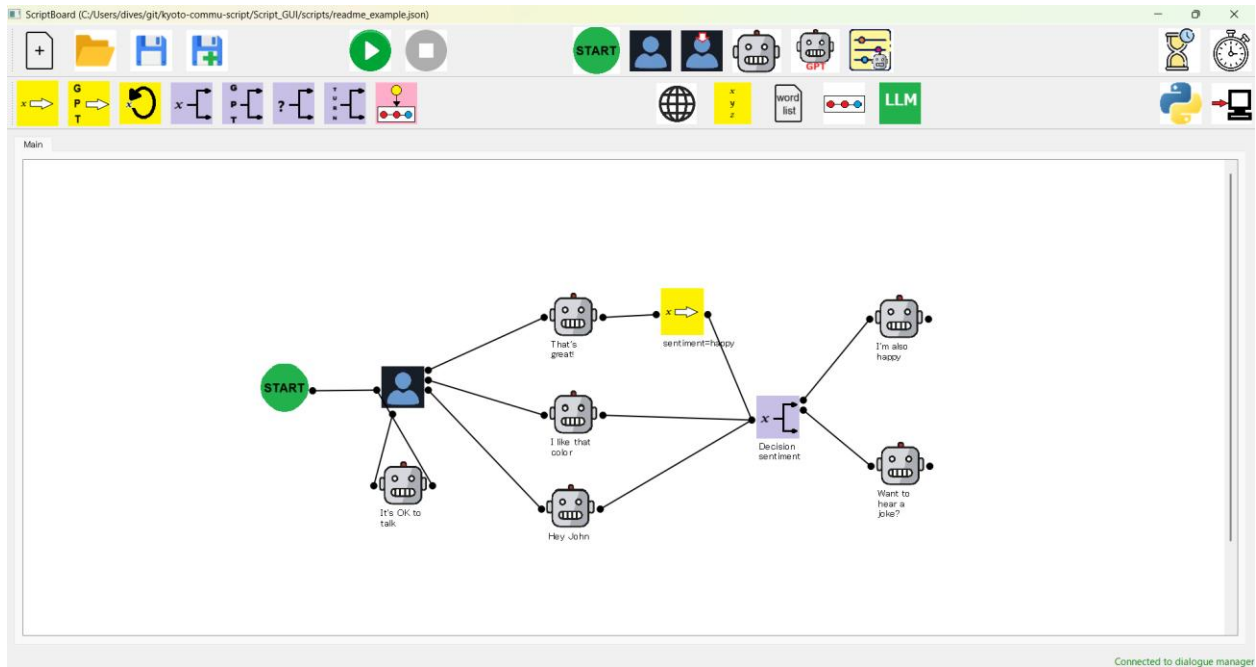 ScriptBoard (C:/Users/dives/git/kyoto-commu-script/Script_GUI/scripts/readme_example.json)
+
START
GPT
x
G
P
T
x
x
G
P
T
?
T
U
R
N
x
y
z
word
list
LLM
Main
That's
great!
x
sentiment=happy
I'm also
happy
START
I like that
color
x
Decision
sentiment
It's OK to
talk
Want to
hear a
joke?
Hey John
Connected to dialogue manager